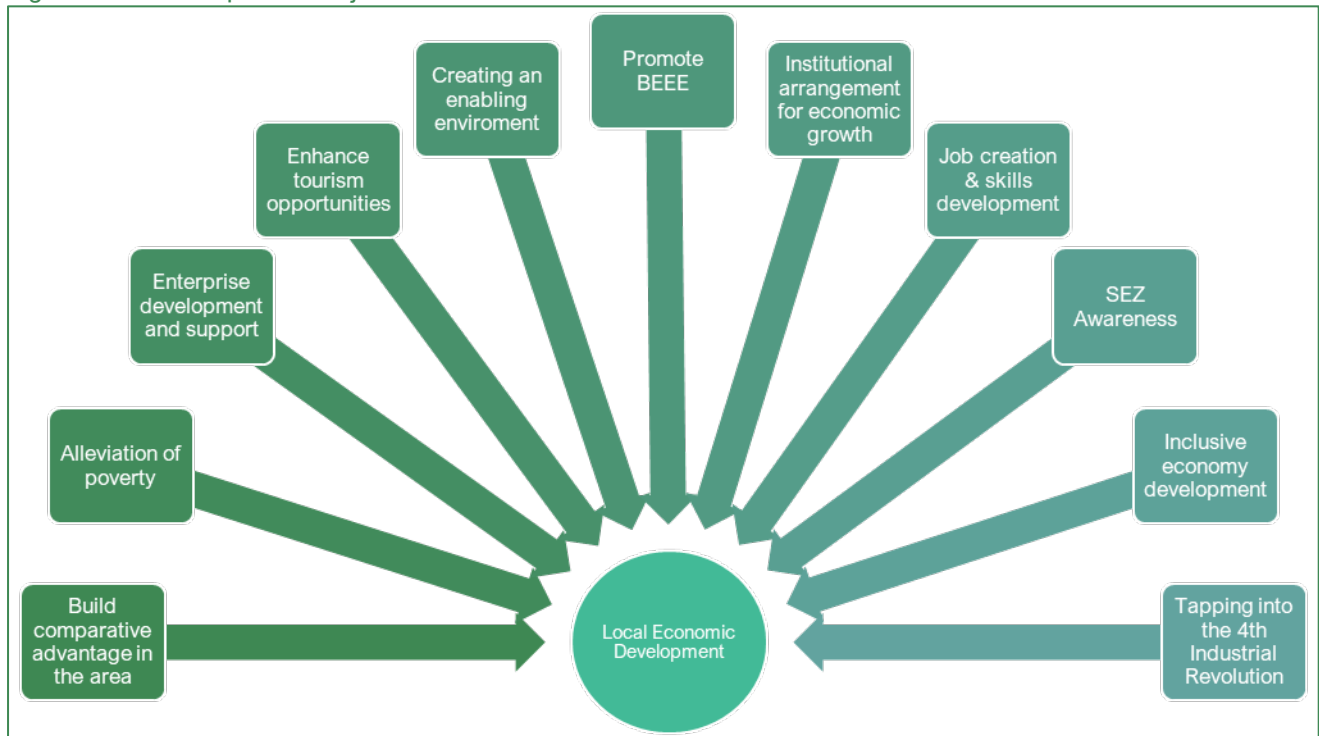 Build
comparative
advantage in
the area
Alleviation of
poverty
Enterprise
development
and support
Enhance
tourism
opportunities
Creating an
enabling
enviroment
Promote
BEEE
Institutional
arrangement
for economic
growth
Job creation
& skills
development
SEZ
Awareness
Inclusive
economy
development
Tapping into
the 4th
Industrial
Revolution
Local Economic
Development